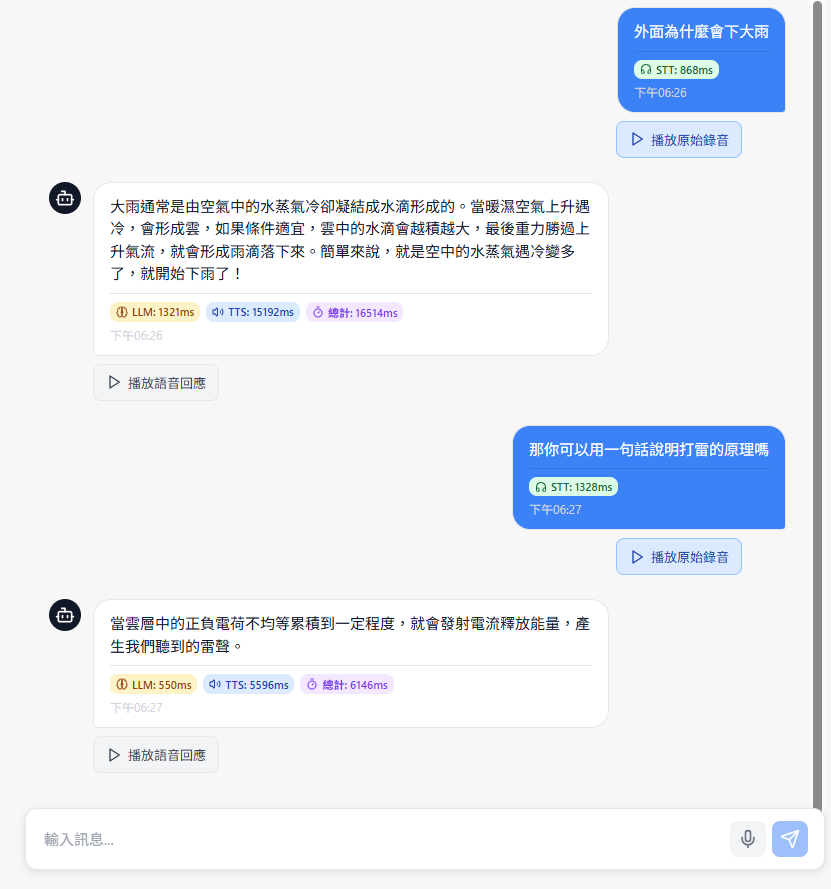 外面為什麼會下大雨
STT: 868ms
下午06:26
播放原始錄音
大雨通常是由空氣中的水蒸氣冷卻凝結成水滴形成的。當暖濕空氣上升遇
冷，會形成雲，如果條件適宜，雲中的水滴會越積越大，最後重力勝過上
升氣流，就會形成雨滴落下來。簡單來說，就是空中的水蒸氣遇冷變多
了，就開始下雨了！
LLM: 1321ms TTS: 15192ms 總計: 16514ms
下午06:26
播放語音回應
那你可以用一句話說明打雷的原理嗎
STT: 1328ms
下午06:27
播放原始錄音
當雲層中的正負電荷不均等累積到一定程度，就會發射電流釋放能量，產
生我們聽到的雷聲。
LLM: 550ms TTS: 5596ms 總計: 6146ms
下午06:27
播放語音回應
輸入訊息...